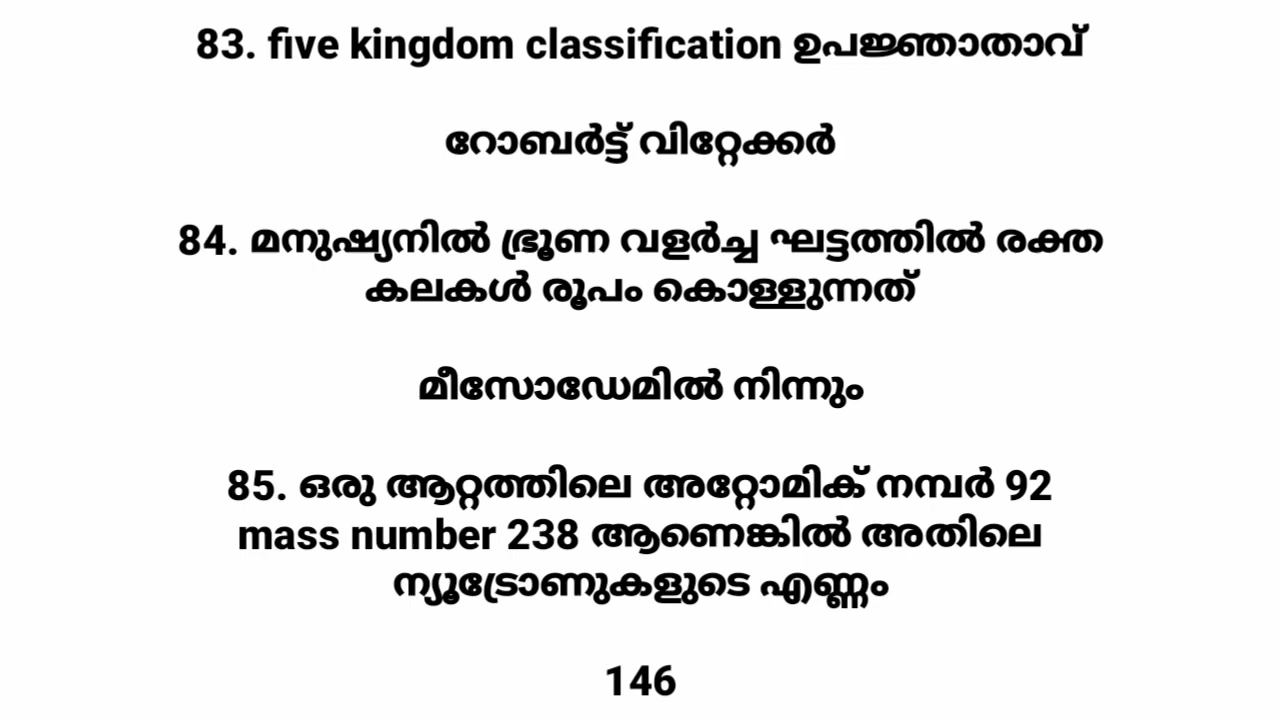 83. five kingdom classification ഉപജ്ഞാതാവ്
റോബർട്ട് വിറ്റേക്കർ
84. മനുഷ്യനിൽ ഭ്രൂണ വളർച്ച ഘട്ടത്തിൽ രക്ത
കലകൾ രൂപം കൊള്ളുന്നത്
മീസോഡേമിൽ നിന്നും
85. ഒരു ആറ്റത്തിലെ അറ്റോമിക് നമ്പർ 92
mass number 238 ആണെങ്കിൽ അതിലെ
ന്യൂട്രോണുകളുടെ എണ്ണം
146